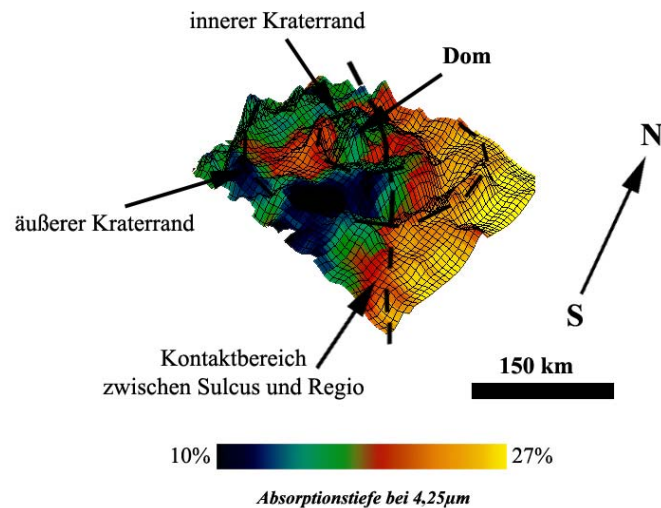 innerer Kraterrand
Dom
N
äußerer Kraterrand
S
Kontaktbereich
zwischen Sulcus und Regio
150 km
10%
27%
Absorptionstiefe bei 4,25µm